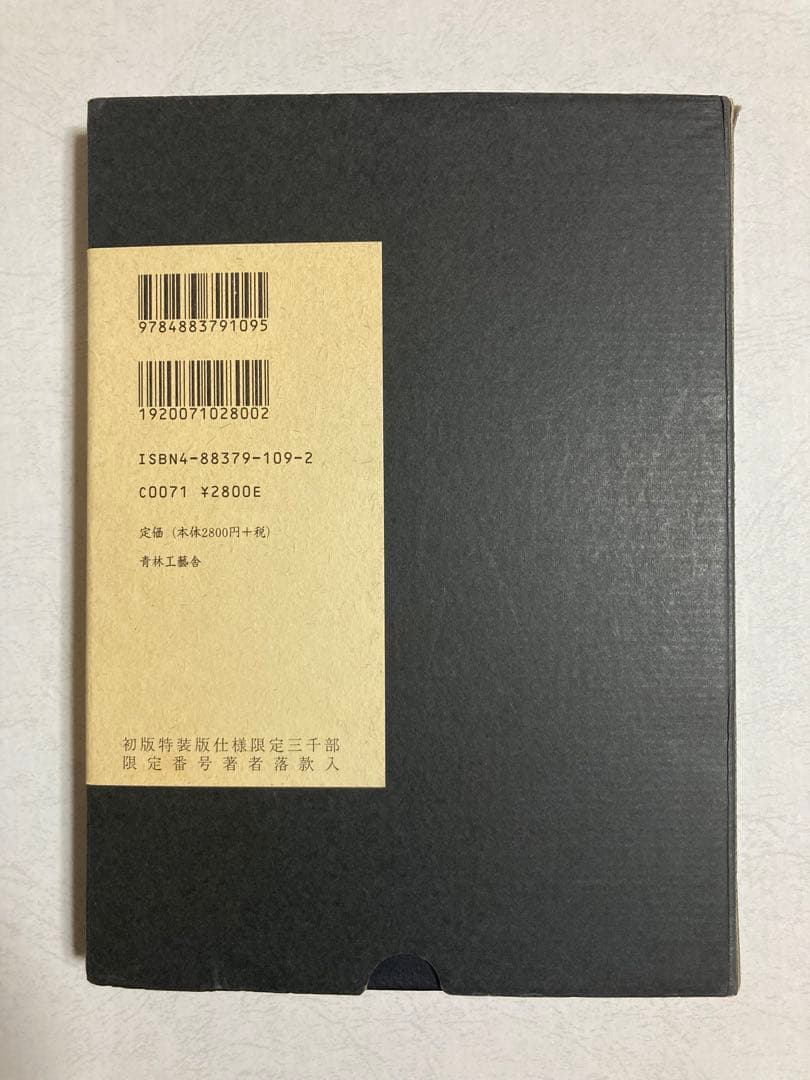 9784883791095
1920071028002
ISBN4-88379-109-2
C0071 ¥2800E
定価（本体2800円＋税）
青林工藝舎
初版特装版仕様限定三千部
限定番号著者落款入